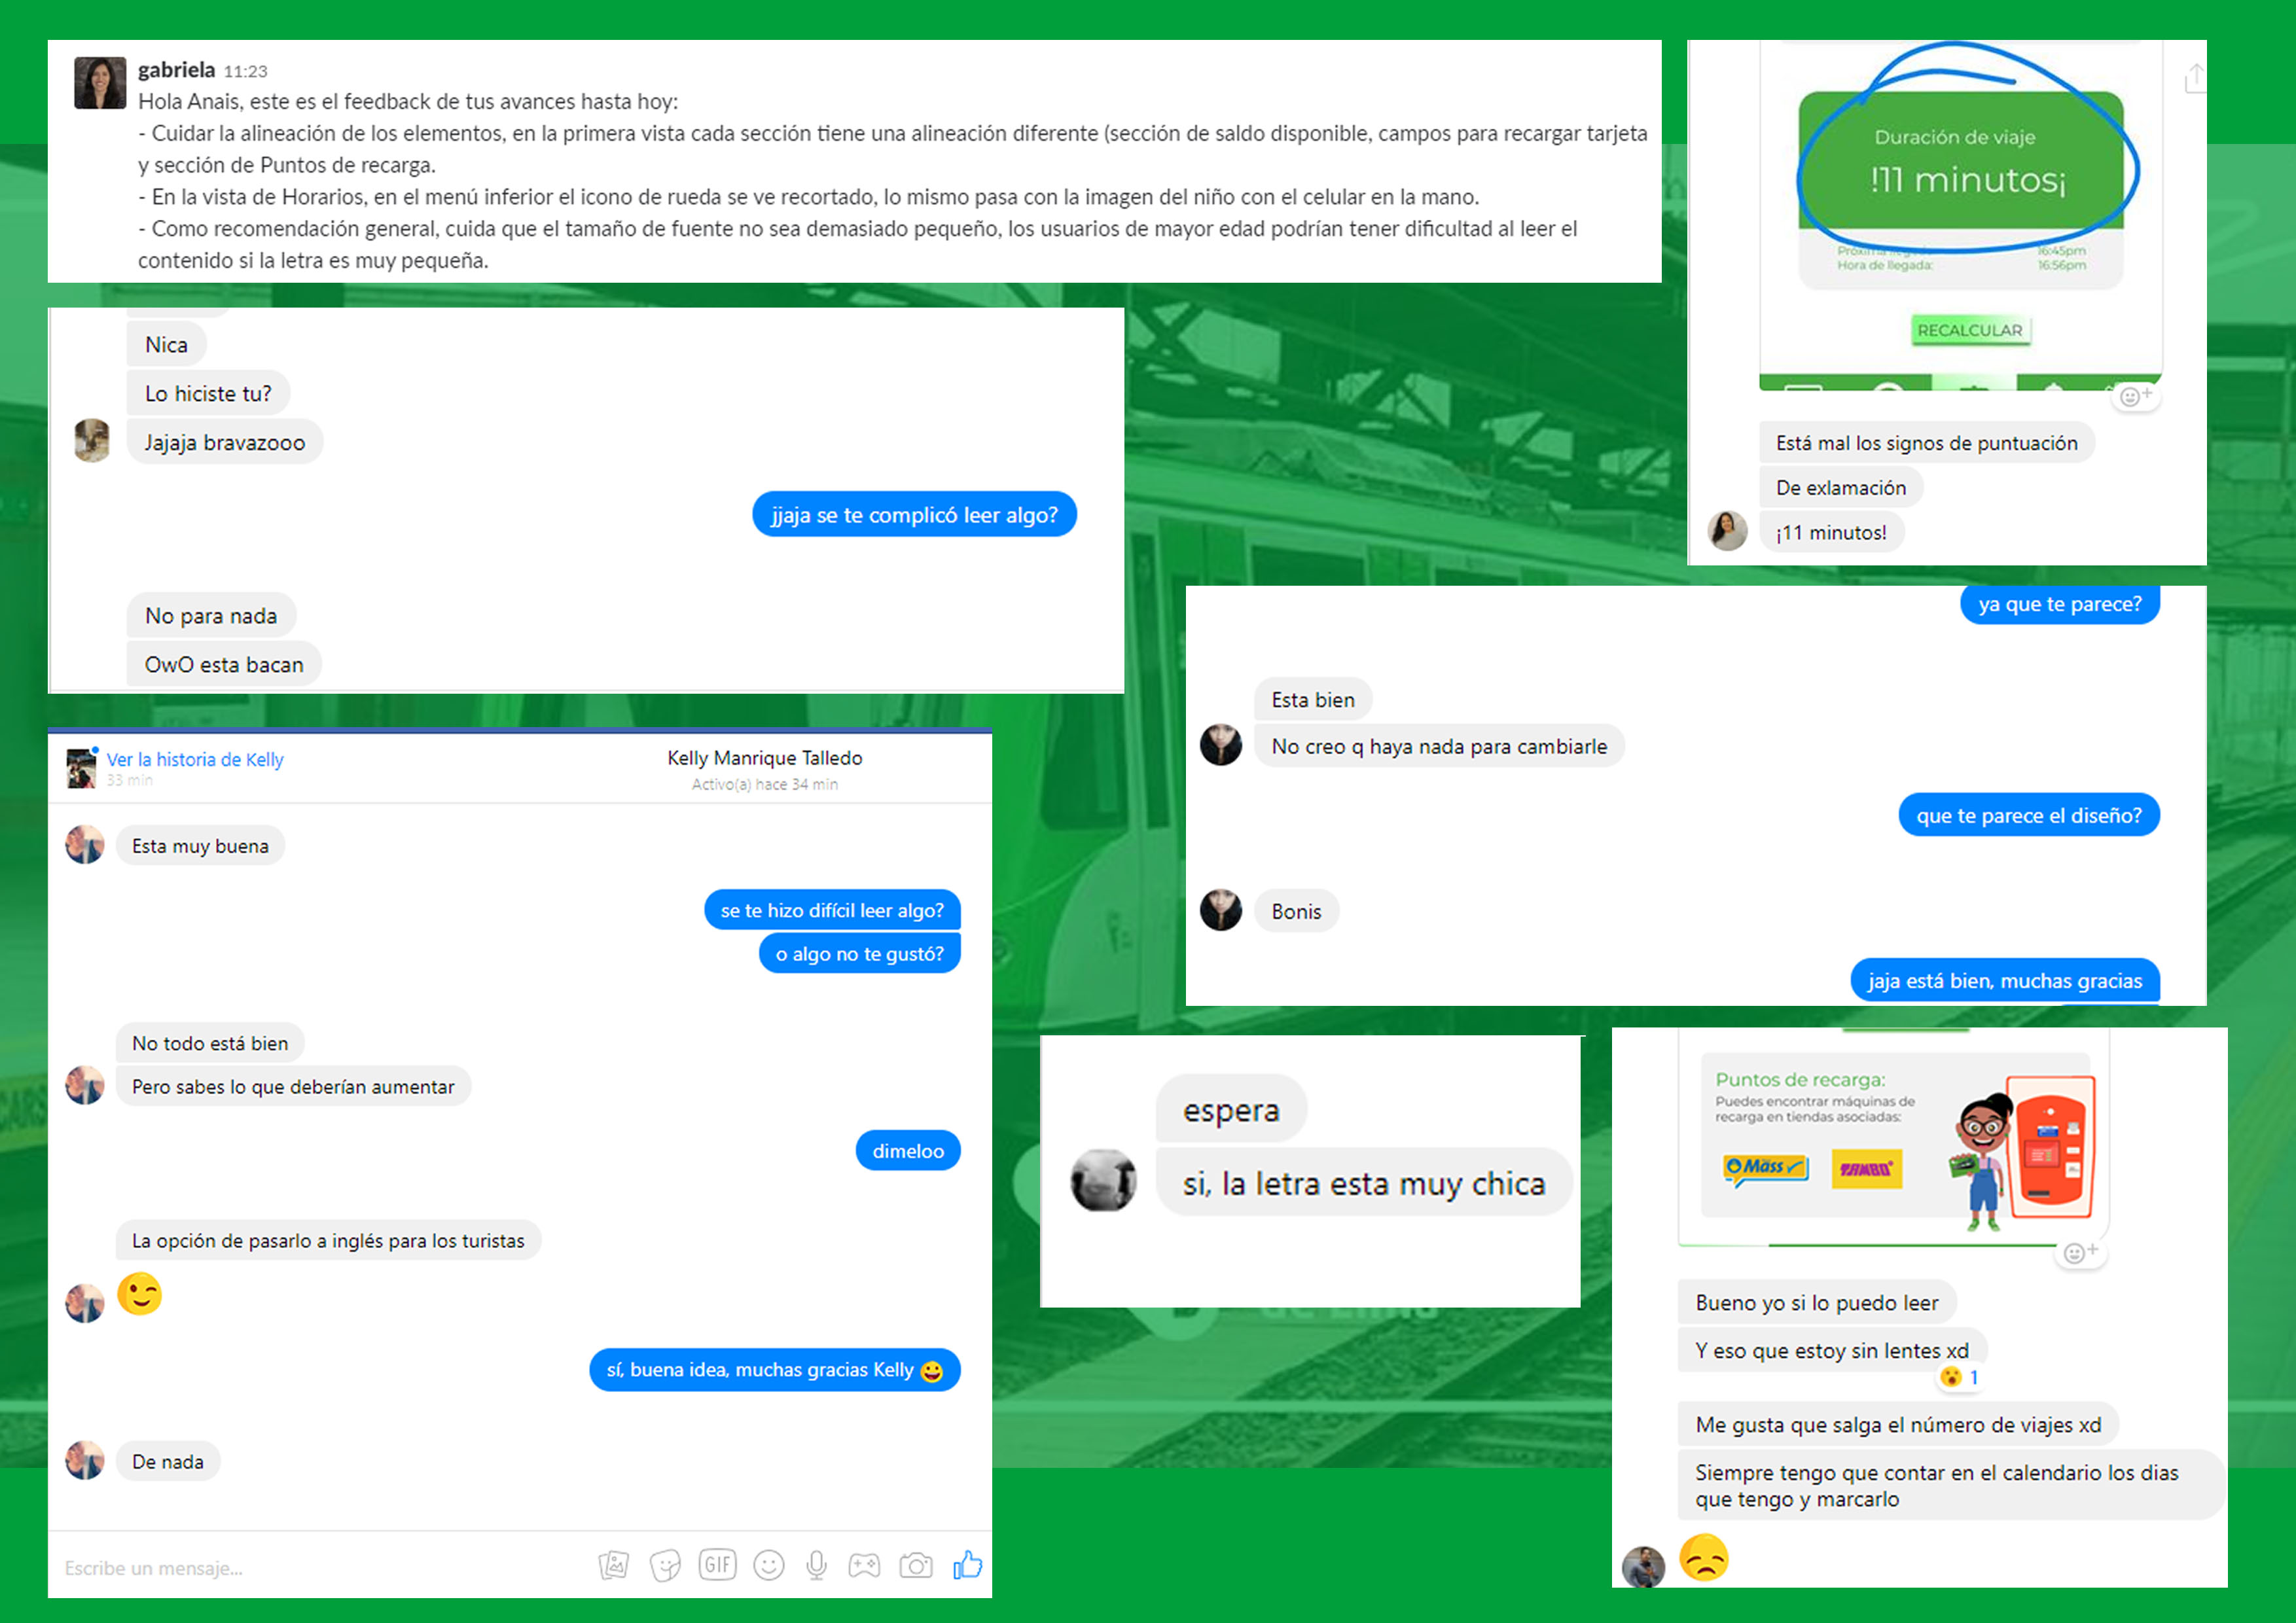 gabriela 11:23
Hola Anais, este es el feedback de tus avances hasta hoy:
- Cuidar la alineación de los elementos, en la primera vista cada sección tiene una alineación diferente (sección de saldo disponible, campos para recargar tarjeta
y sección de Puntos de recarga.
- En la vista de Horarios, en el menú inferior el icono de rueda se ve recortado, lo mismo pasa con la imagen del niño con el celular en la mano.
- Como recomendación general, cuida que el tamaño de fuente no sea demasiado pequeño, los usuarios de mayor edad podrían tener dificultad al leer el
contenido si la letra es muy pequeña.
Duración de viaje
!11 minutos¡
Próxima llegada: 16:45pm
Hora de llegada: 16:56pm
RECALCULAR
Está mal los signos de puntuación
De exlamación
¡11 minutos!
Nica
Lo hiciste tu?
Jajaja bravazooo
jjaja se te complicó leer algo?
No para nada
OwO esta bacan
ya que te parece?
Esta bien
No creo q haya nada para cambiarle
que te parece el diseño?
Bonis
jaja está bien, muchas gracias
Ver la historia de Kelly
33 min
Kelly Manrique Talledo
Activo(a) hace 34 min
Esta muy buena
se te hizo difícil leer algo?
o algo no te gustó?
No todo está bien
Pero sabes lo que deberían aumentar
dimeloo
La opción de pasarlo a inglés para los turistas
sí, buena idea, muchas gracias Kelly
De nada
Escribe un mensaje...
GIF
espera
si, la letra esta muy chica
Puntos de recarga:
Puedes encontrar máquinas de
recarga en tiendas asociadas:
Mass
TAMBO
Bueno yo si lo puedo leer
Y eso que estoy sin lentes xd
1
Me gusta que salga el número de viajes xd
Siempre tengo que contar en el calendario los dias
que tengo y marcarlo